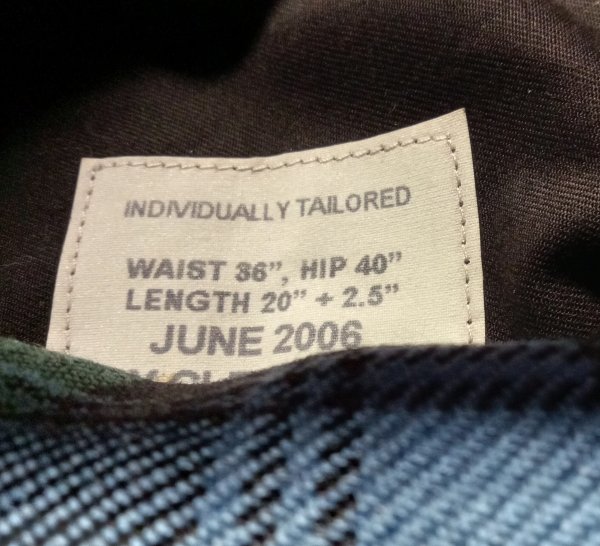 INDIVIDUALLY TAILORED
WAIST 36”, HIP 40”
LENGTH 20” + 2.5”
JUNE 2006